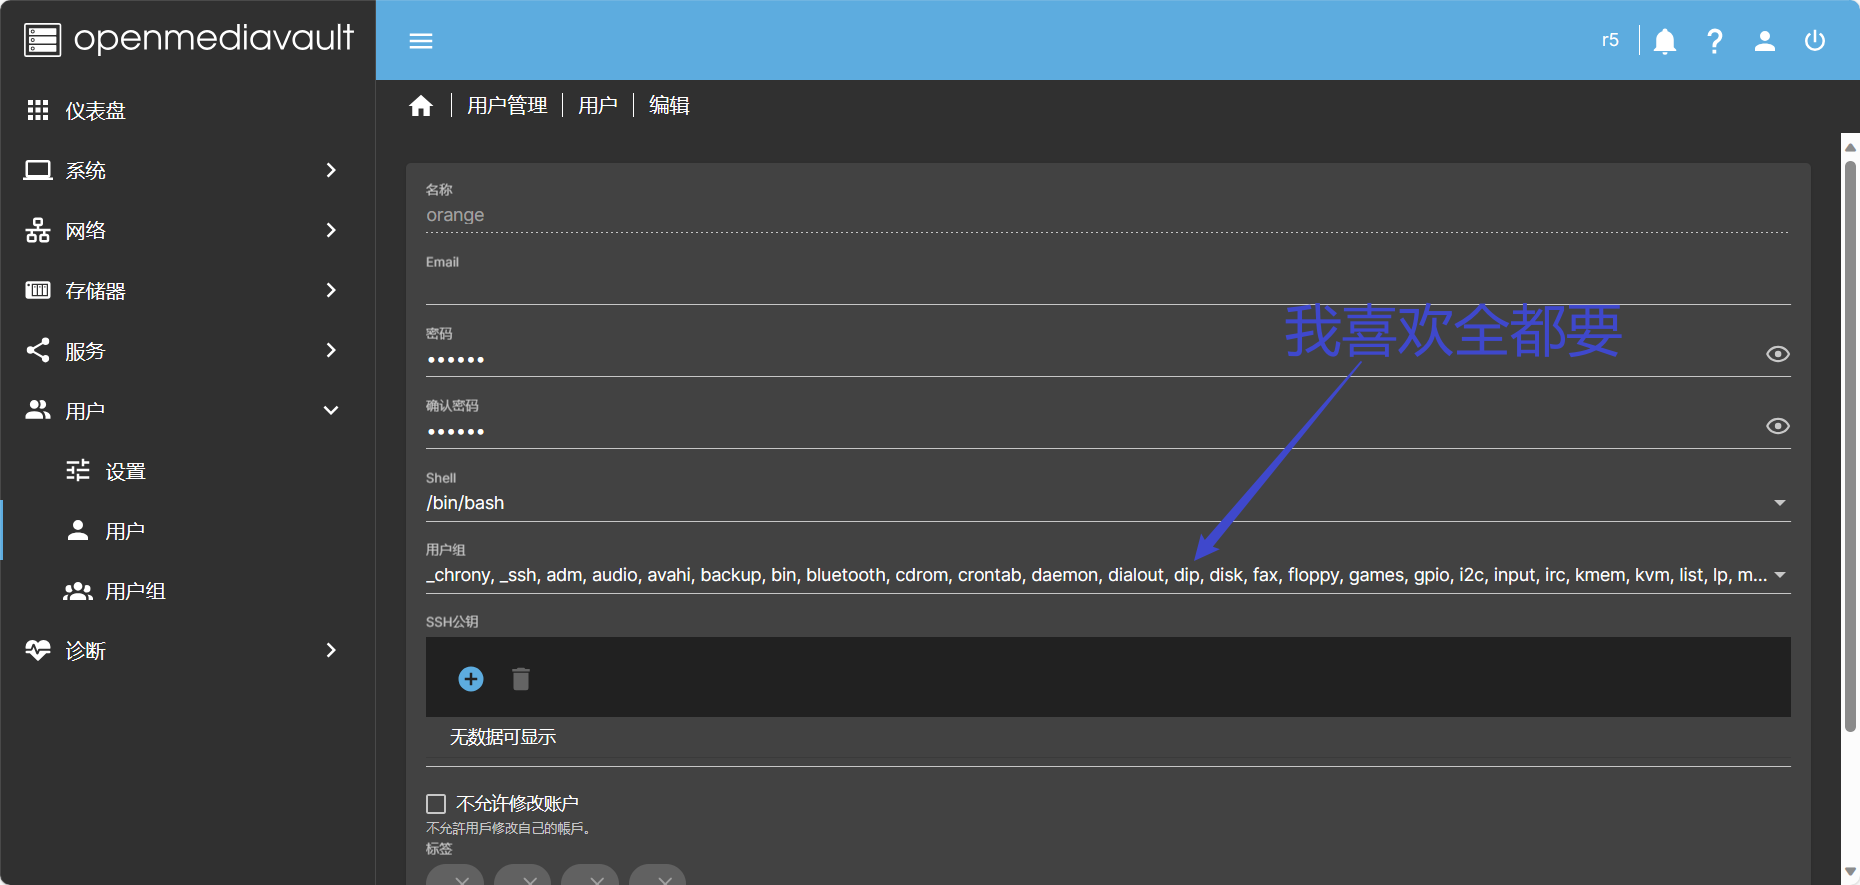 openmediavault
r5
仪表盘
系统
网络
存储器
服务
用户
设置
用户
用户组
诊断
用户管理 用户 编辑
名称
orange
Email
我喜欢全都要
密码
••••••
确认密码
••••••
Shell
/bin/bash
用户组
_chrony, _ssh, adm, audio, avahi, backup, bin, bluetooth, cdrom, crontab, daemon, dialout, dip, disk, fax, floppy, games, gpio, i2c, input, irc, kmem, kvm, list, lp, m...
SSH公钥
无数据可显示
不允许修改账户
不允許用戶修改自己的帳戶。
标签